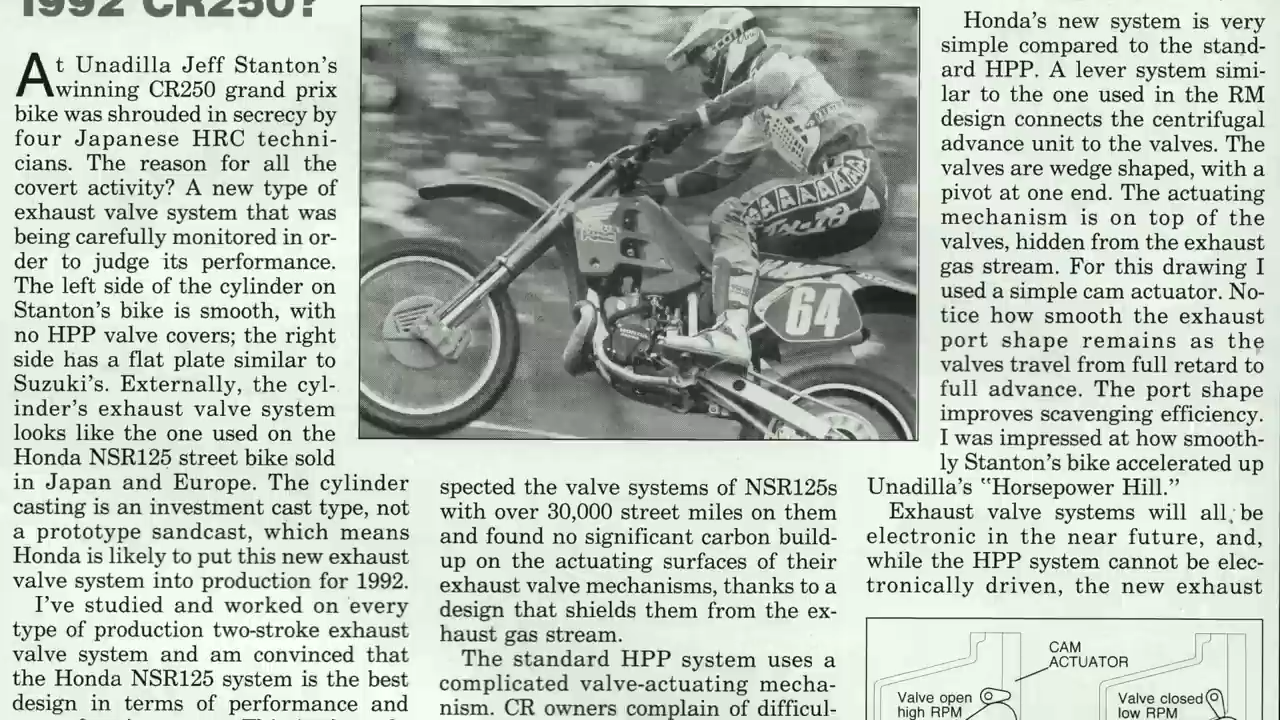 1992 CR250?
At Unadilla Jeff Stanton's
winning CR250 grand prix
bike was shrouded in secrecy by
four Japanese HRC techni-
cians. The reason for all the
covert activity? A new type of
exhaust valve system that was
being carefully monitored in or-
der to judge its performance.
The left side of the cylinder on
Stanton's bike is smooth, with
no HPP valve covers; the right
side has a flat plate similar to
Suzuki's. Externally, the cyl-
inder's exhaust valve system
looks like the one used on the
Honda NSR125 street bike sold
in Japan and Europe. The cylinder
casting is an investment cast type, not
a prototype sandcast, which means
Honda is likely to put this new exhaust
valve system into production for 1992.
I've studied and worked on every
type of production two-stroke exhaust
valve system and am convinced that
the Honda NSR125 system is the best
design in terms of performance and
SCOTT
64
spected the valve systems of NSR125s
with over 30,000 street miles on them
and found no significant carbon build-
up on the actuating surfaces of their
exhaust valve mechanisms, thanks to a
design that shields them from the ex-
haust gas stream.
The standard HPP system uses a
complicated valve-actuating mecha-
nism. CR owners complain of difficul-
Honda's new system is very
simple compared to the stand-
ard HPP. A lever system simi-
lar to the one used in the RM
design connects the centrifugal
advance unit to the valves. The
valves are wedge shaped, with a
pivot at one end. The actuating
mechanism is on top of the
valves, hidden from the exhaust
gas stream. For this drawing I
used a simple cam actuator. No-
tice how smooth the exhaust
port shape remains as the
valves travel from full retard to
full advance. The port shape
improves scavenging efficiency.
I was impressed at how smooth-
ly Stanton's bike accelerated up
Unadilla's "Horsepower Hill."
Exhaust valve systems will all be
electronic in the near future, and,
while the HPP system cannot be elec-
tronically driven, the new exhaust
CAM
ACTUATOR
Valve open
high RPM
Valve closed
low RPM